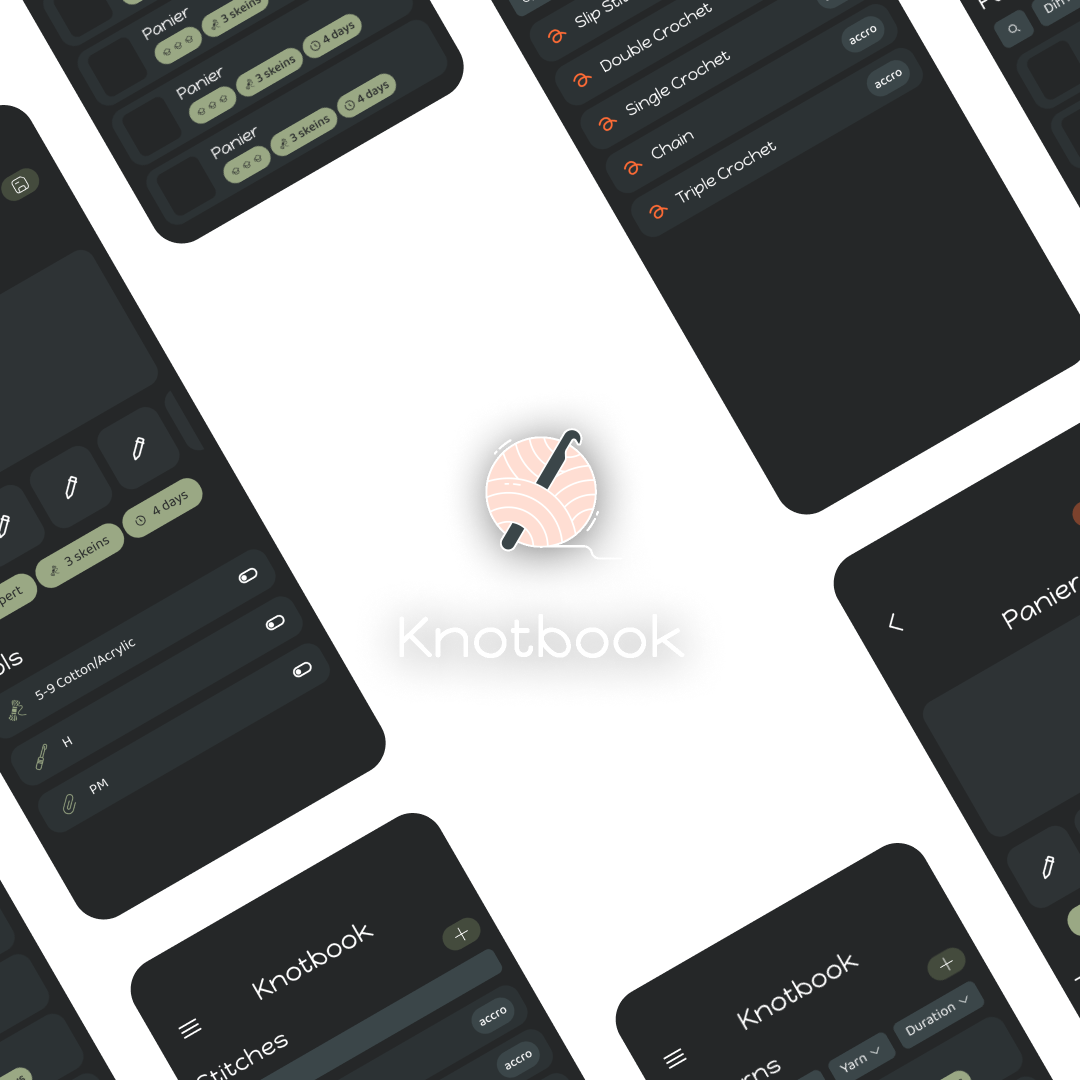 Panier
3 skeins
Panier
3 skeins
4 days
Panier
3 skeins
4 days
Double Crochet
Single Crochet
accro
Chain
accro
Triple Crochet
3 skeins
4 days
5-9 Cotton/Acrylic
H
PM
Knotbook
Panier
Knotbook
Stitches
accro
accro
Knotbook
Duration
Yarn